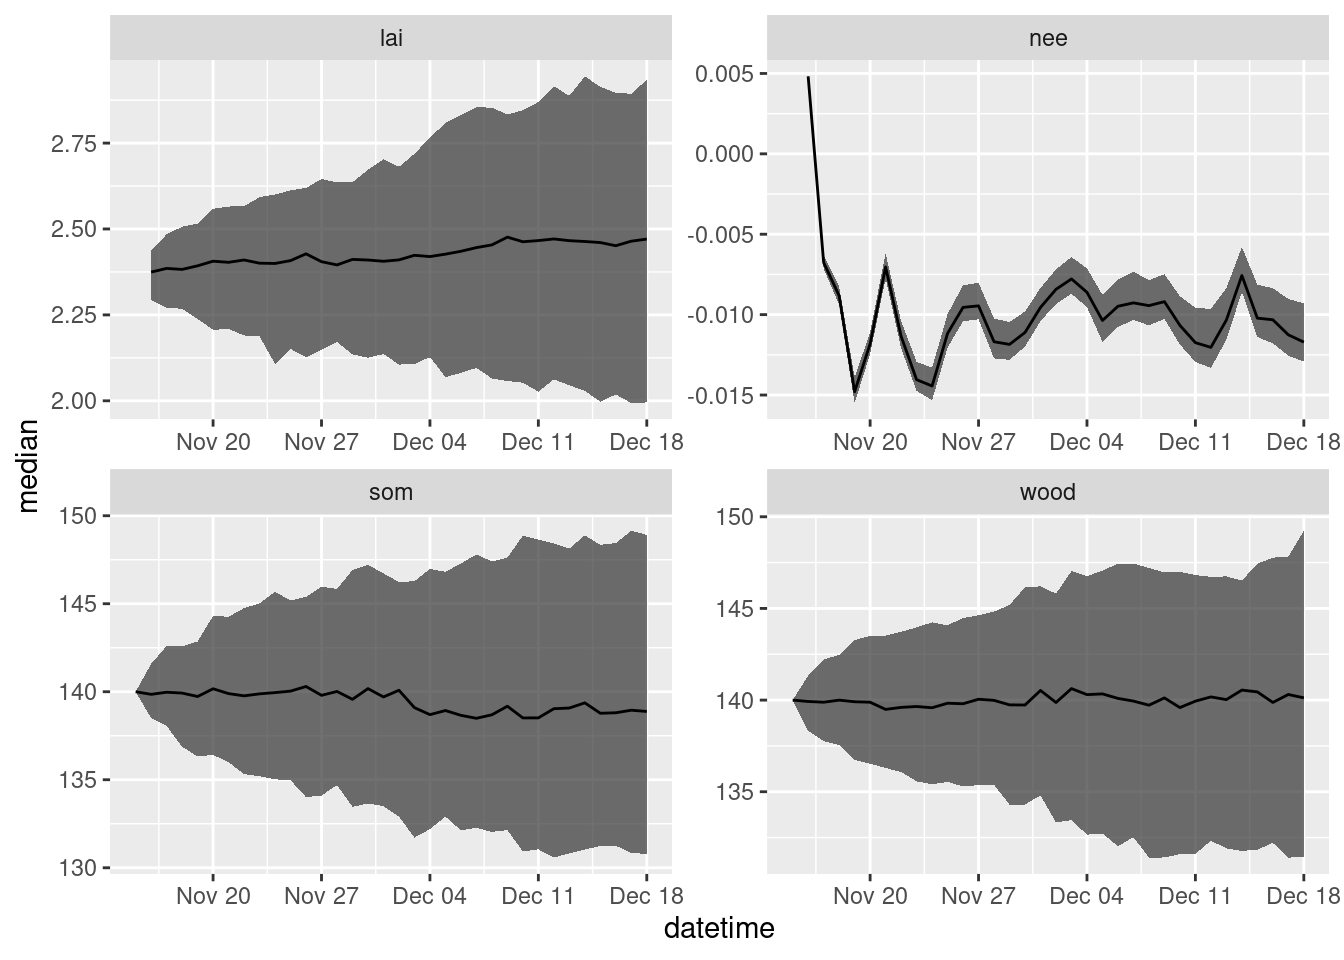 lai
nee
2.75
2.50
2.25
2.00
0.005
0.000
-0.005
-0.010
-0.015
Nov 20 Nov 27 Dec 04 Dec 11 Dec 18
Nov 20 Nov 27 Dec 04 Dec 11 Dec 18
median
som
wood
150
145
140
135
130
150
145
140
135
Nov 20 Nov 27 Dec 04 Dec 11 Dec 18
Nov 20 Nov 27 Dec 04 Dec 11 Dec 18
datetime